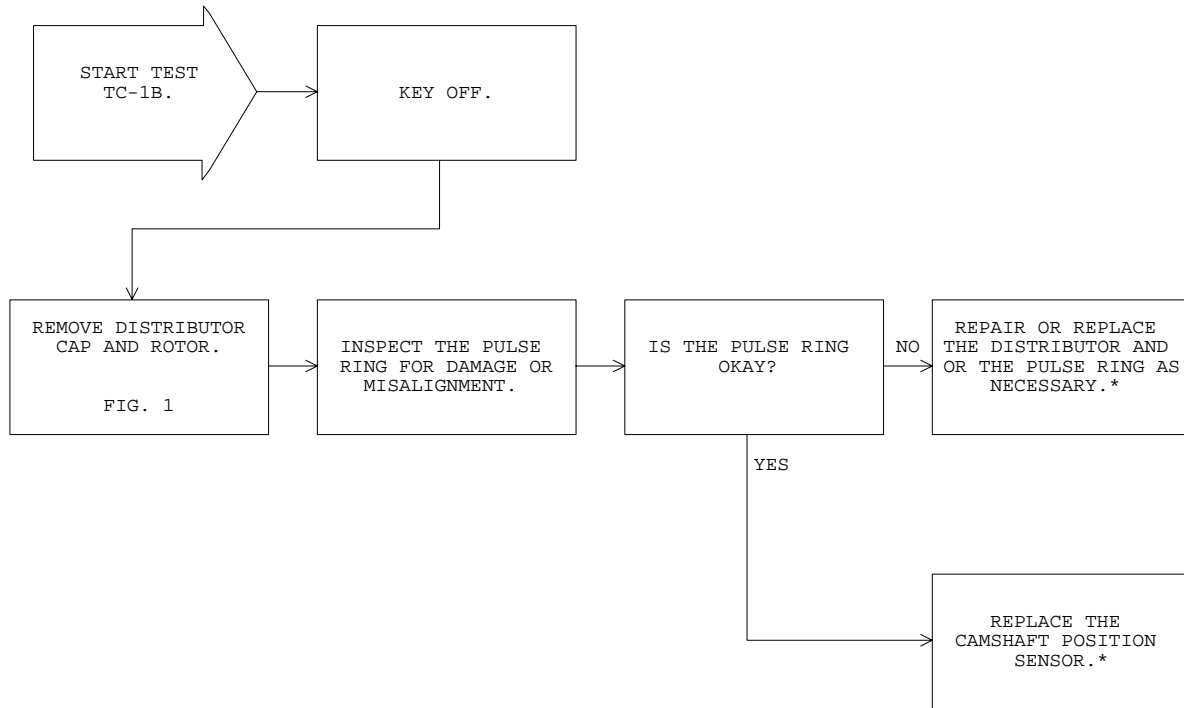 START TEST
TC-1B.
KEY OFF.
REMOVE DISTRIBUTOR
CAP AND ROTOR.
FIG. 1
INSPECT THE PULSE
RING FOR DAMAGE OR
MISALIGNMENT.
IS THE PULSE RING
OKAY?
NO
REPAIR OR REPLACE
THE DISTRIBUTOR AND
OR THE PULSE RING AS
NECESSARY.*
YES
REPLACE THE
CAMSHAFT POSITION
SENSOR.*